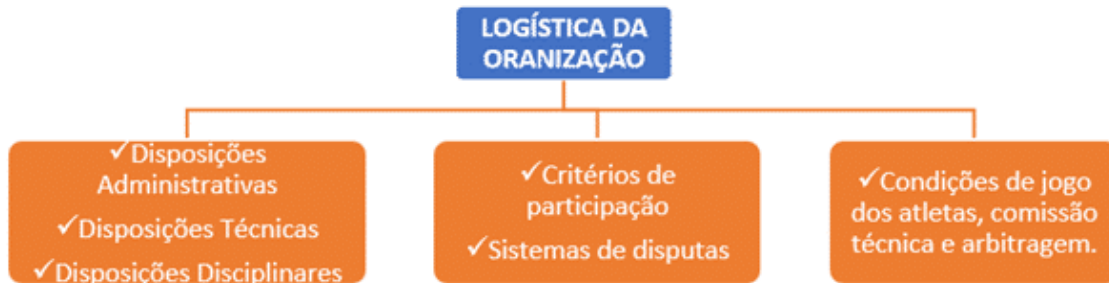 LOGÍSTICA DA
ORANIZAÇÃO
✓Disposições
Administrativas
✓Disposições Técnicas
✓Disposições Disciplinares
✓Critérios de
participação
✓Sistemas de disputas
✓Condições de jogo
dos atletas, comissão
técnica e arbitragem.